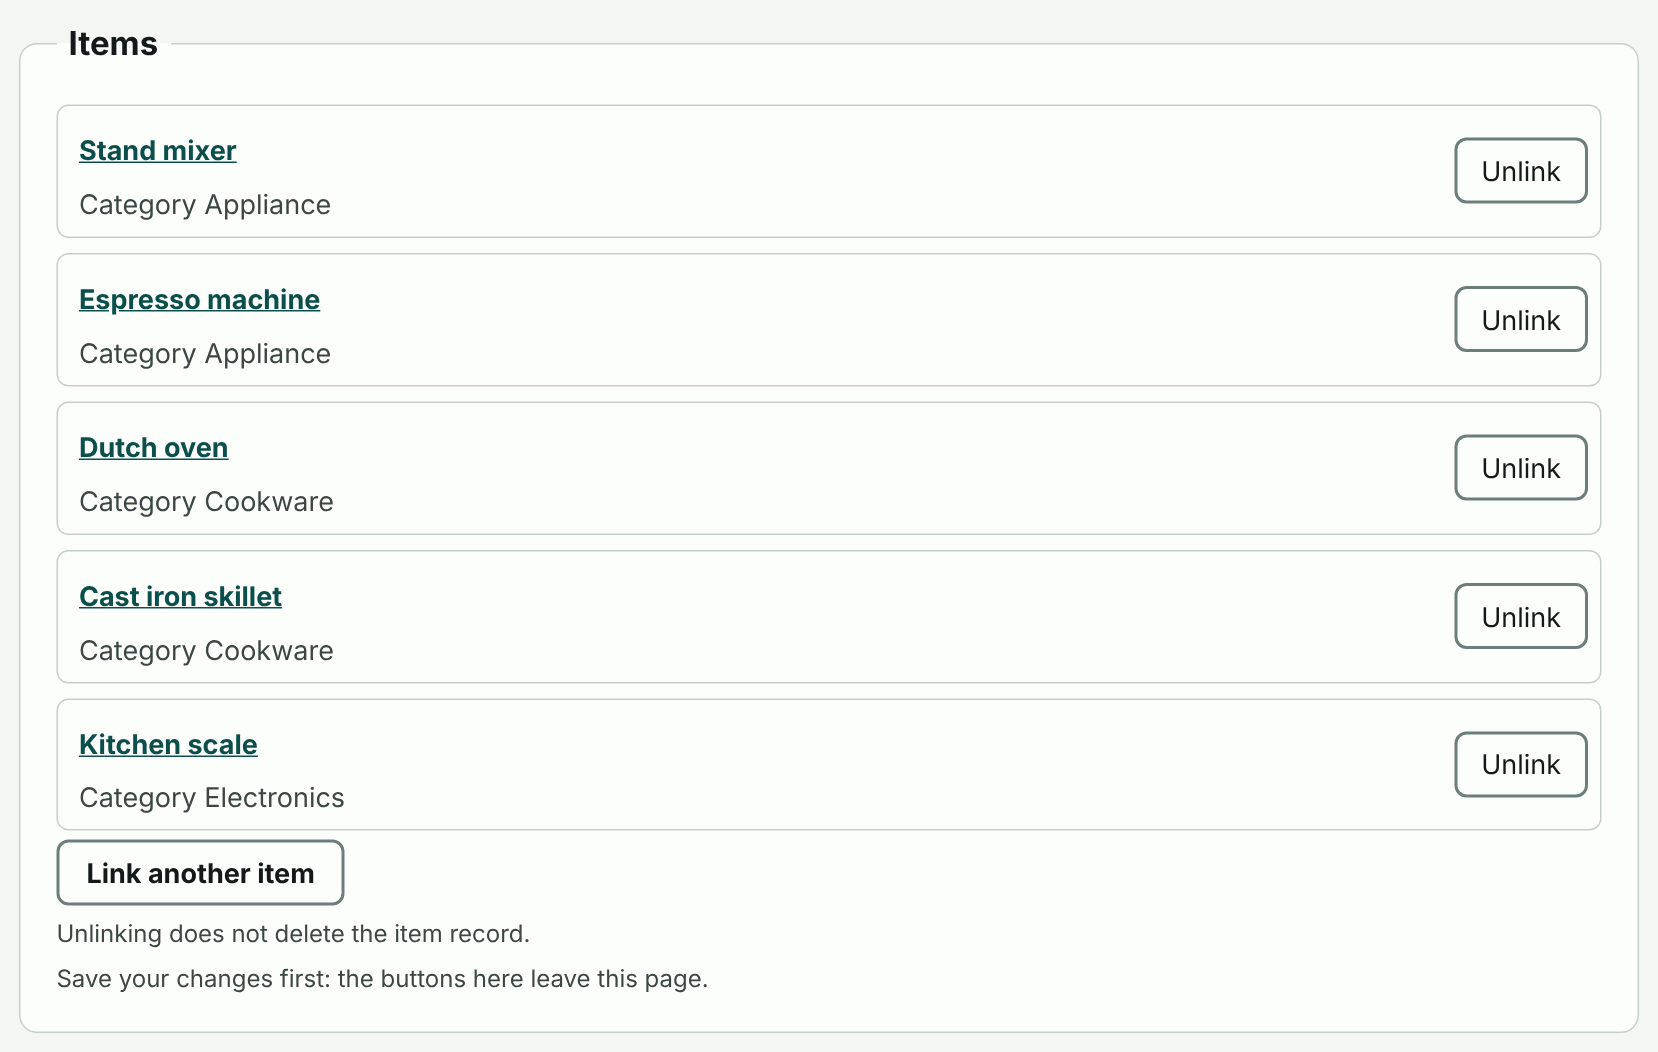 Items
Stand mixer
Unlink
Category Appliance
Espresso machine
Unlink
Category Appliance
Dutch oven
Unlink
Category Cookware
Cast iron skillet
Unlink
Category Cookware
Kitchen scale
Unlink
Category Electronics
Link another item
Unlinking does not delete the item record.
Save your changes first: the buttons here leave this page.